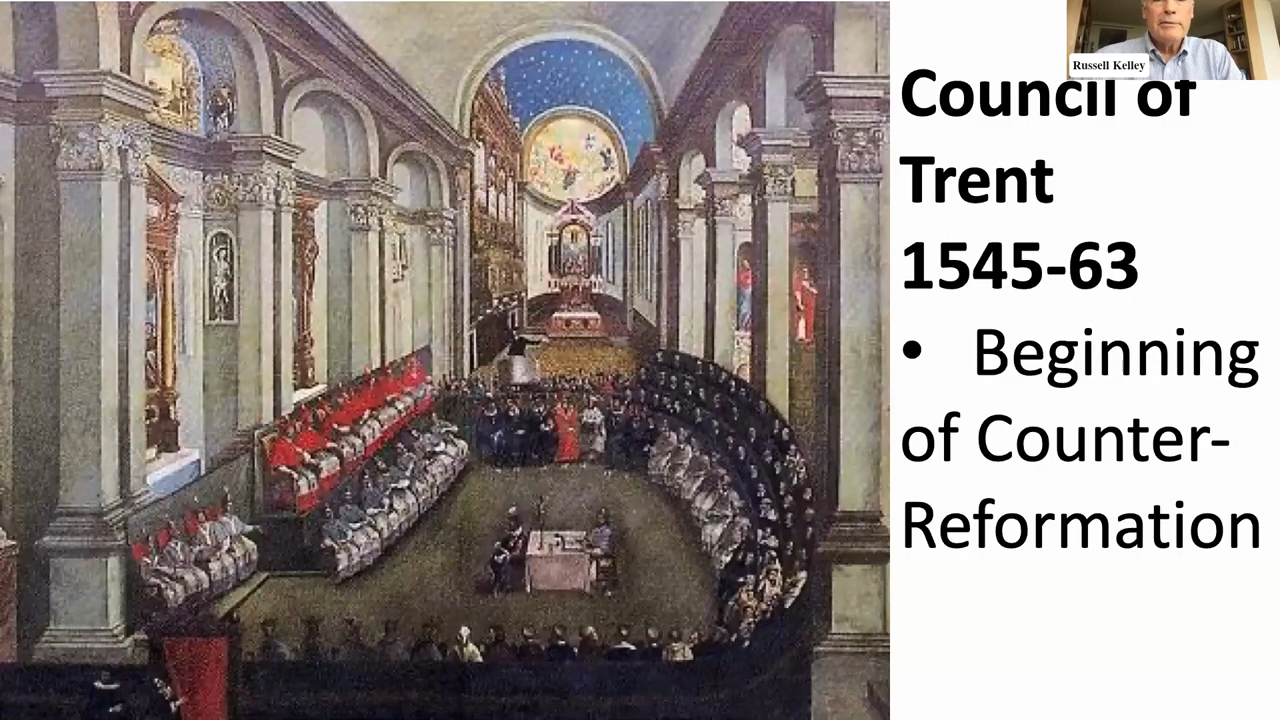 Russell Kelley
Council of
Trent
1545-63
• Beginning
of Counter-
Reformation